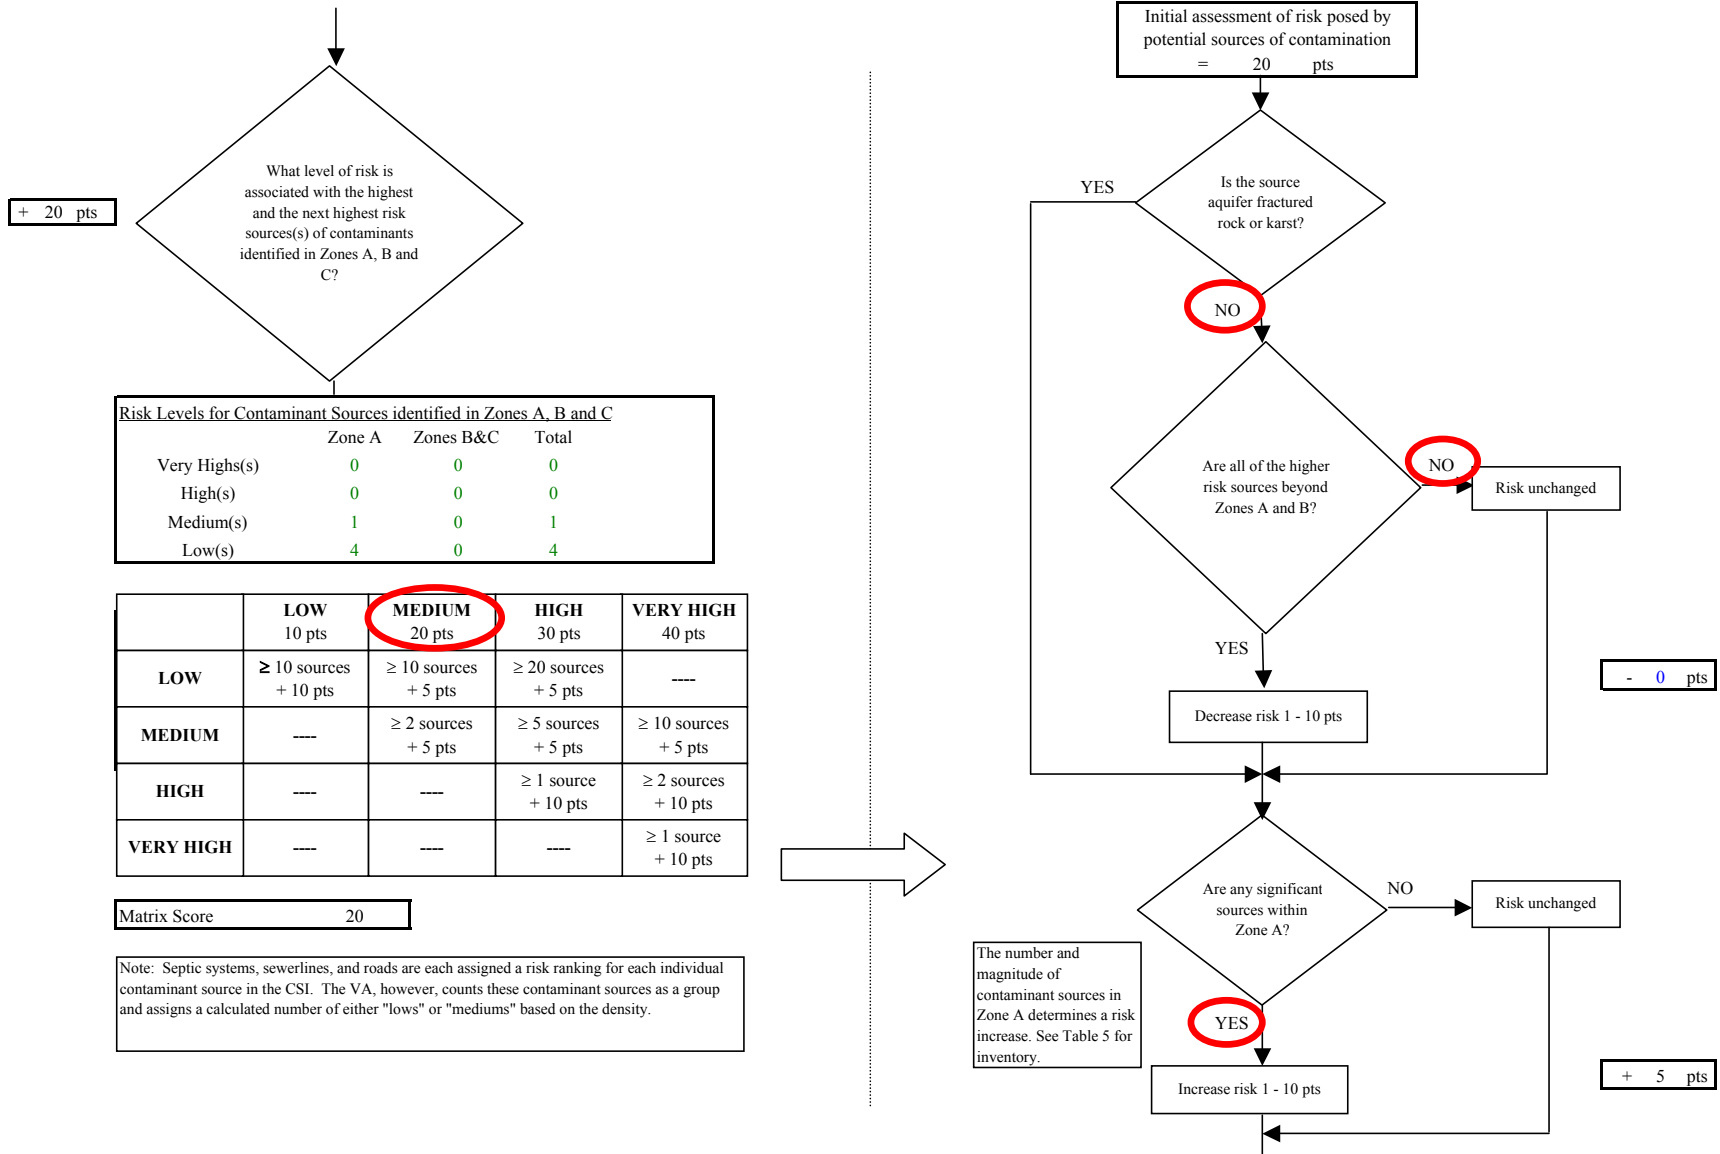 What level of risk is
associated with the highest
and the next highest risk
sources(s) of contaminants
identified in Zones A, B and
C?
+ 20 pts
Risk Levels for Contaminant Sources identified in Zones A, B and C
Zone A Zones B&C Total
Very Highs(s) 0 0 0
High(s) 0 0 0
Medium(s) 1 0 1
Low(s) 4 0 4
LOW MEDIUM HIGH VERY HIGH
10 pts 20 pts 30 pts 40 pts
LOW ≥ 10 sources ≥ 10 sources ≥ 20 sources ----
+ 10 pts + 5 pts + 5 pts
MEDIUM ---- ≥ 2 sources ≥ 5 sources ≥ 10 sources
+ 5 pts + 5 pts + 5 pts
HIGH ---- ---- ≥ 1 source ≥ 2 sources
+ 10 pts + 10 pts
VERY HIGH ---- ---- ---- ≥ 1 source
+ 10 pts
Matrix Score 20
Note: Septic systems, sewerlines, and roads are each assigned a risk ranking for each individual
contaminant source in the CSI. The VA, however, counts these contaminant sources as a group
and assigns a calculated number of either "lows" or "mediums" based on the density.
Initial assessment of risk posed by
potential sources of contamination
= 20 pts
YES
Is the source
aquifer fractured
rock or karst?
NO
Are all of the higher
risk sources beyond
Zones A and B?
NO
Risk unchanged
YES
Decrease risk 1 - 10 pts
- 0 pts
Are any significant
sources within
Zone A?
NO
Risk unchanged
The number and
magnitude of
contaminant sources in
Zone A determines a risk
increase. See Table 5 for
inventory.
YES
Increase risk 1 - 10 pts
+ 5 pts